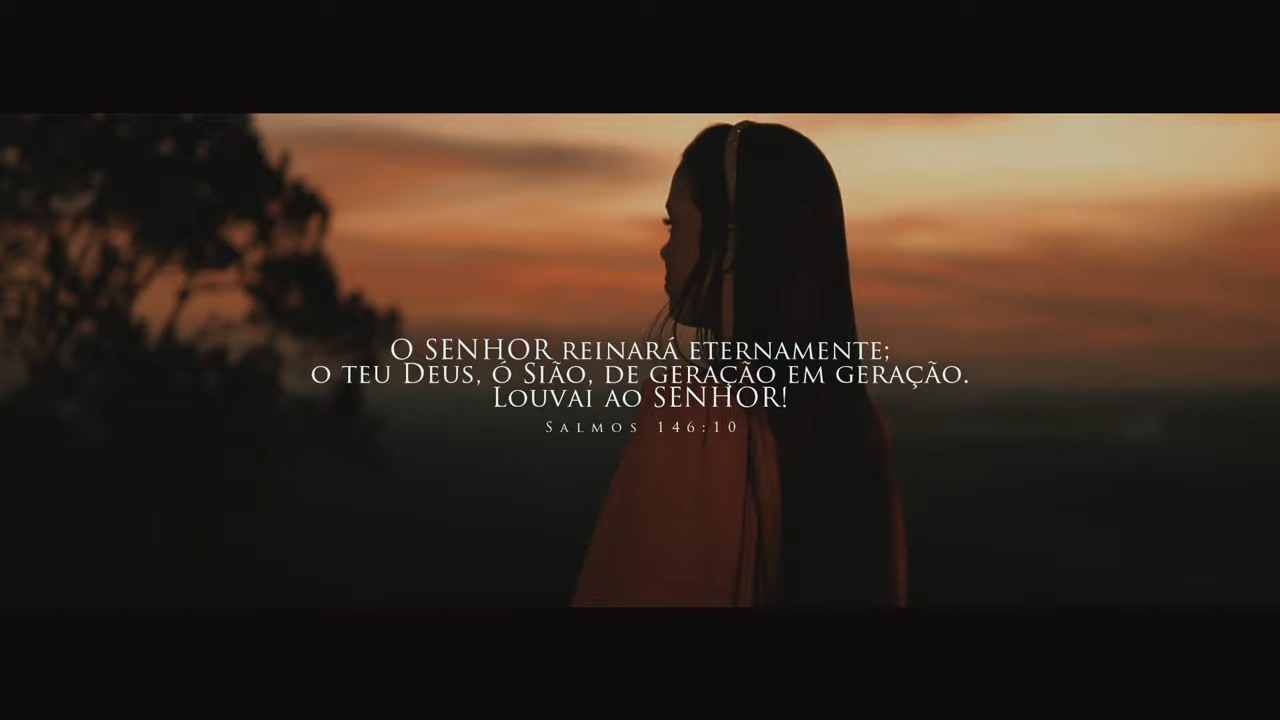 O SENHOR reinará eternamente;
o teu Deus, ó Sião, de geração em geração.
Louvai ao SENHOR!
Salmos 146:10